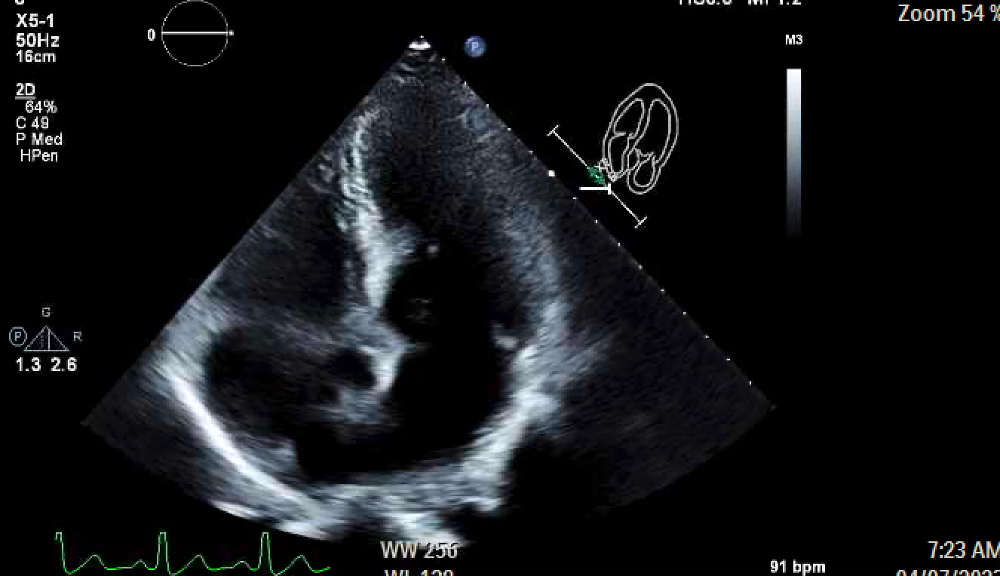 X5-1
50Hz
16cm
2D
64%
C 49
P Med
HPen
0
P
Zoom 54 %
M3
G
P R
1.3 2.6
WW 256
91 bpm
7:23 AM